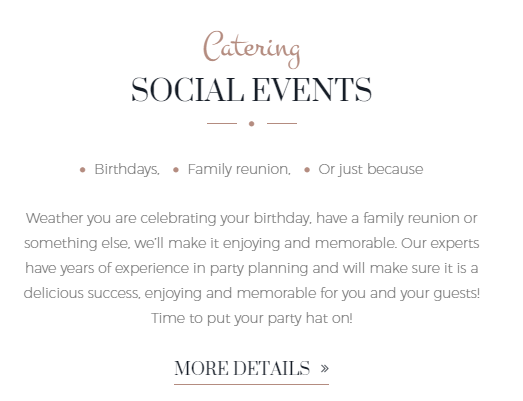 Catering
SOCIAL EVENTS
• Birthdays, • Family reunion, • Or just because
Weather you are celebrating your birthday, have a family reunion or
something else, we'll make it enjoying and memorable. Our experts
have years of experience in party planning and will make sure it is a
delicious success, enjoying and memorable for you and your guests!
Time to put your party hat on!
MORE DETAILS »